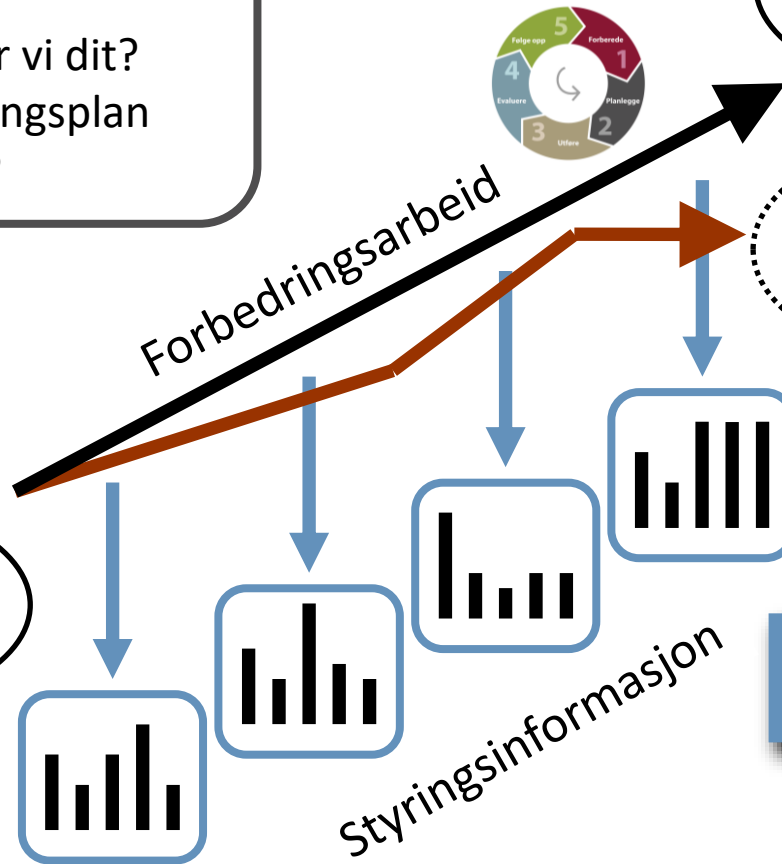 r vi dit?
ngsplan
5
Følge opp
Forberede
1
4
Evaluere
Planlegge
2
3
Utføre
Forbedringsarbeid
Styringsinformasjon